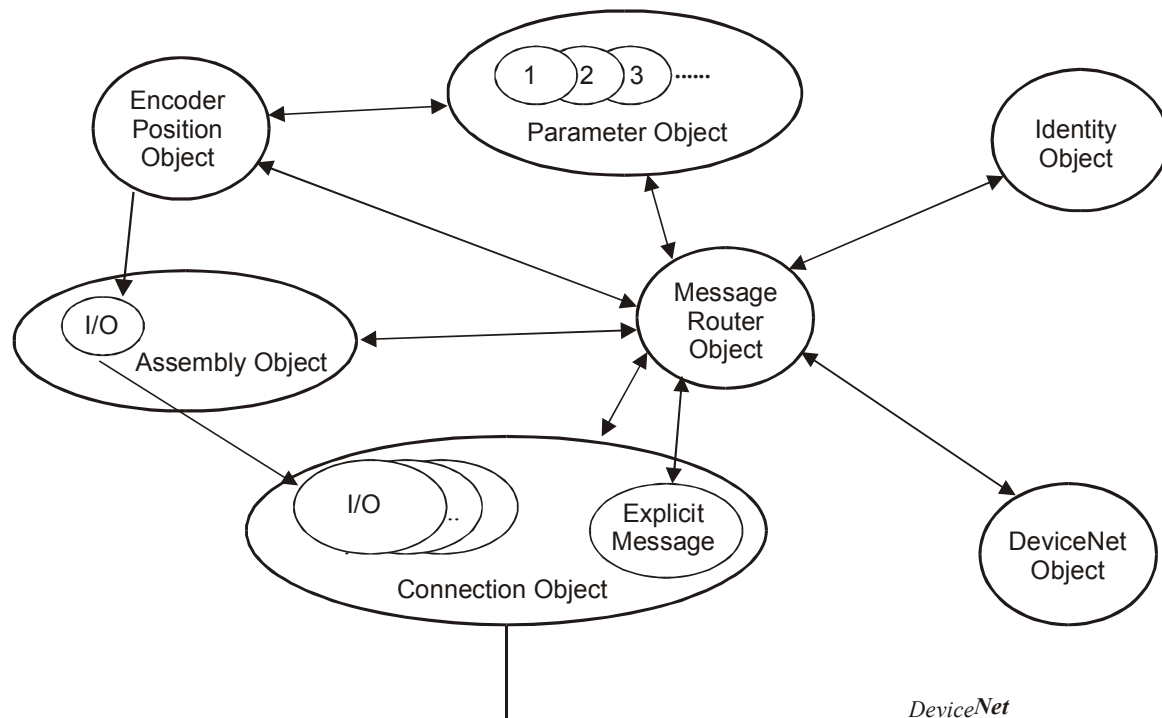 1 2 3 ......
Parameter Object
Encoder
Position
Object
Identity
Object
Message
Router
Object
I/O
Assembly Object
I/O
..
Explicit
Message
Connection Object
DeviceNet
Object
DeviceNet